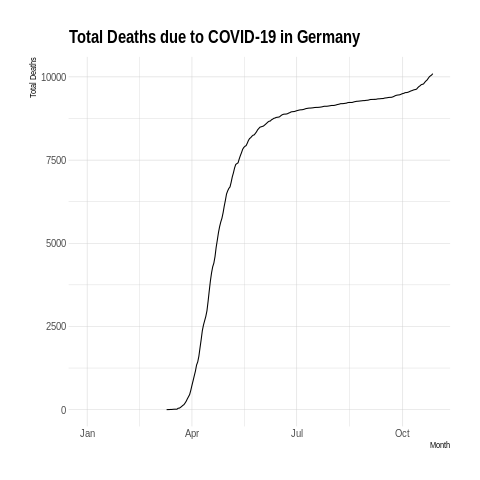 Total Deaths due to COVID-19 in Germany
Total Deaths
10000
7500
5000
2500
0
Jan Apr Jul Oct
Month